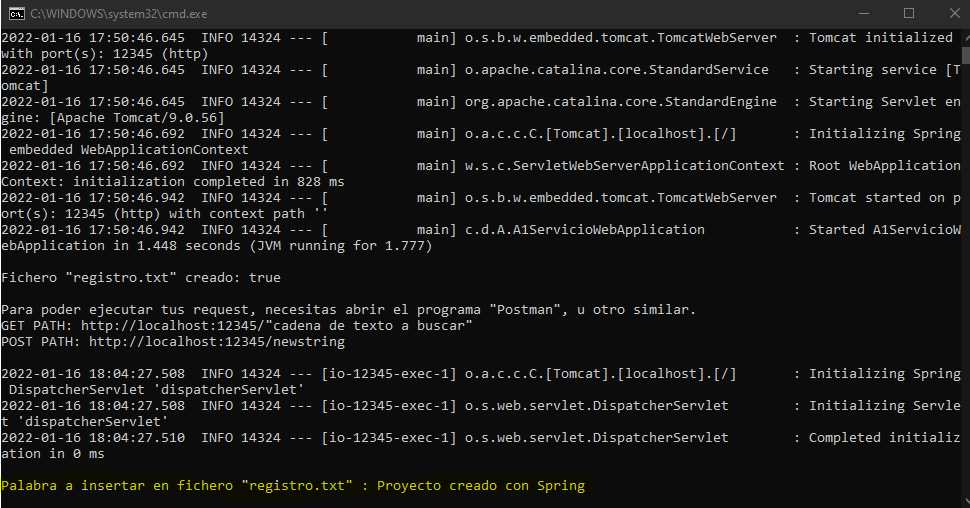 C:\WINDOWS\system32\cmd.exe
2022-01-16 17:50:46.645  INFO 14324 --- [           main] o.s.b.w.embedded.tomcat.TomcatWebServer  : Tomcat initialized
with port(s): 12345 (http)
2022-01-16 17:50:46.645  INFO 14324 --- [           main] o.apache.catalina.core.StandardService   : Starting service [T
omcat]
2022-01-16 17:50:46.645  INFO 14324 --- [           main] org.apache.catalina.core.StandardEngine  : Starting Servlet en
gine: [Apache Tomcat/9.0.56]
2022-01-16 17:50:46.692  INFO 14324 --- [           main] o.a.c.c.C.[Tomcat].[localhost].[/]       : Initializing Spring
 embedded WebApplicationContext
2022-01-16 17:50:46.692  INFO 14324 --- [           main] w.s.c.ServletWebServerApplicationContext : Root WebApplication
Context: initialization completed in 828 ms
2022-01-16 17:50:46.942  INFO 14324 --- [           main] o.s.b.w.embedded.tomcat.TomcatWebServer  : Tomcat started on p
ort(s): 12345 (http) with context path ''
2022-01-16 17:50:46.942  INFO 14324 --- [           main] c.d.A.A1ServicioWebApplication           : Started A1ServicioW
ebApplication in 1.448 seconds (JVM running for 1.777)
Fichero "registro.txt" creado: true
Para poder ejecutar tus request, necesitas abrir el programa "Postman", u otro similar.
GET PATH: http://localhost:12345/"cadena de texto a buscar"
POST PATH: http://localhost:12345/newstring
2022-01-16 18:04:27.508  INFO 14324 --- [io-12345-exec-1] o.a.c.c.C.[Tomcat].[localhost].[/]       : Initializing Spring
 DispatcherServlet 'dispatcherServlet'
2022-01-16 18:04:27.508  INFO 14324 --- [io-12345-exec-1] o.s.web.servlet.DispatcherServlet        : Initializing Servle
t 'dispatcherServlet'
2022-01-16 18:04:27.510  INFO 14324 --- [io-12345-exec-1] o.s.web.servlet.DispatcherServlet        : Completed initializ
ation in 0 ms
Palabra a insertar en fichero "registro.txt" : Proyecto creado con Spring